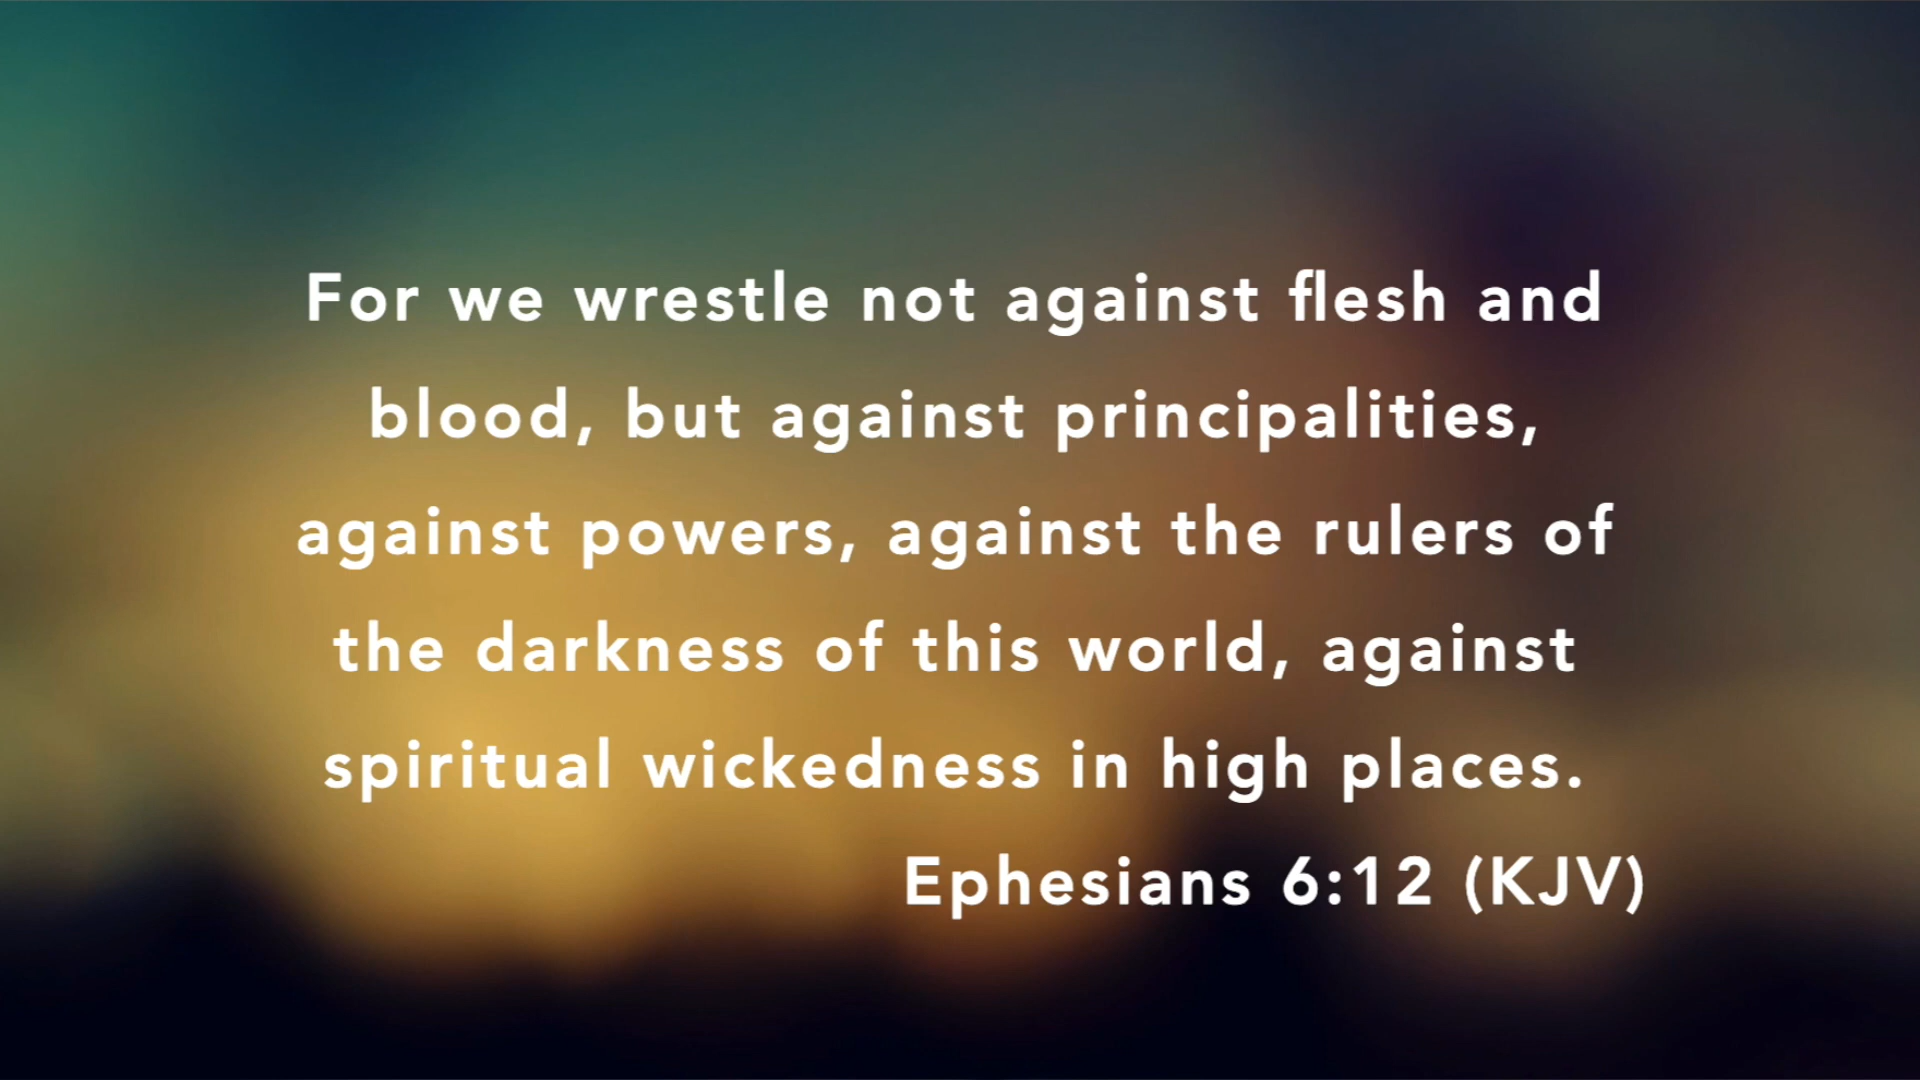 For we wrestle not against flesh and
blood, but against principalities,
against powers, against the rulers of
the darkness of this world, against
spiritual wickedness in high places.
Ephesians 6:12 (KJV)